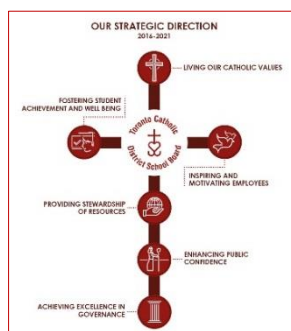 OUR STRATEGIC DIRECTION
2016-2021
LIVING OUR CATHOLIC VALUES
FOSTERING STUDENT
ACHIEVEMENT AND WELL BEING
Toronto Catholic
District School Board
INSPIRING AND
MOTIVATING EMPLOYEES
PROVIDING STEWARDSHIP
OF RESOURCES
ENHANCING PUBLIC
CONFIDENCE
ACHIEVING EXCELLENCE IN
GOVERNANCE